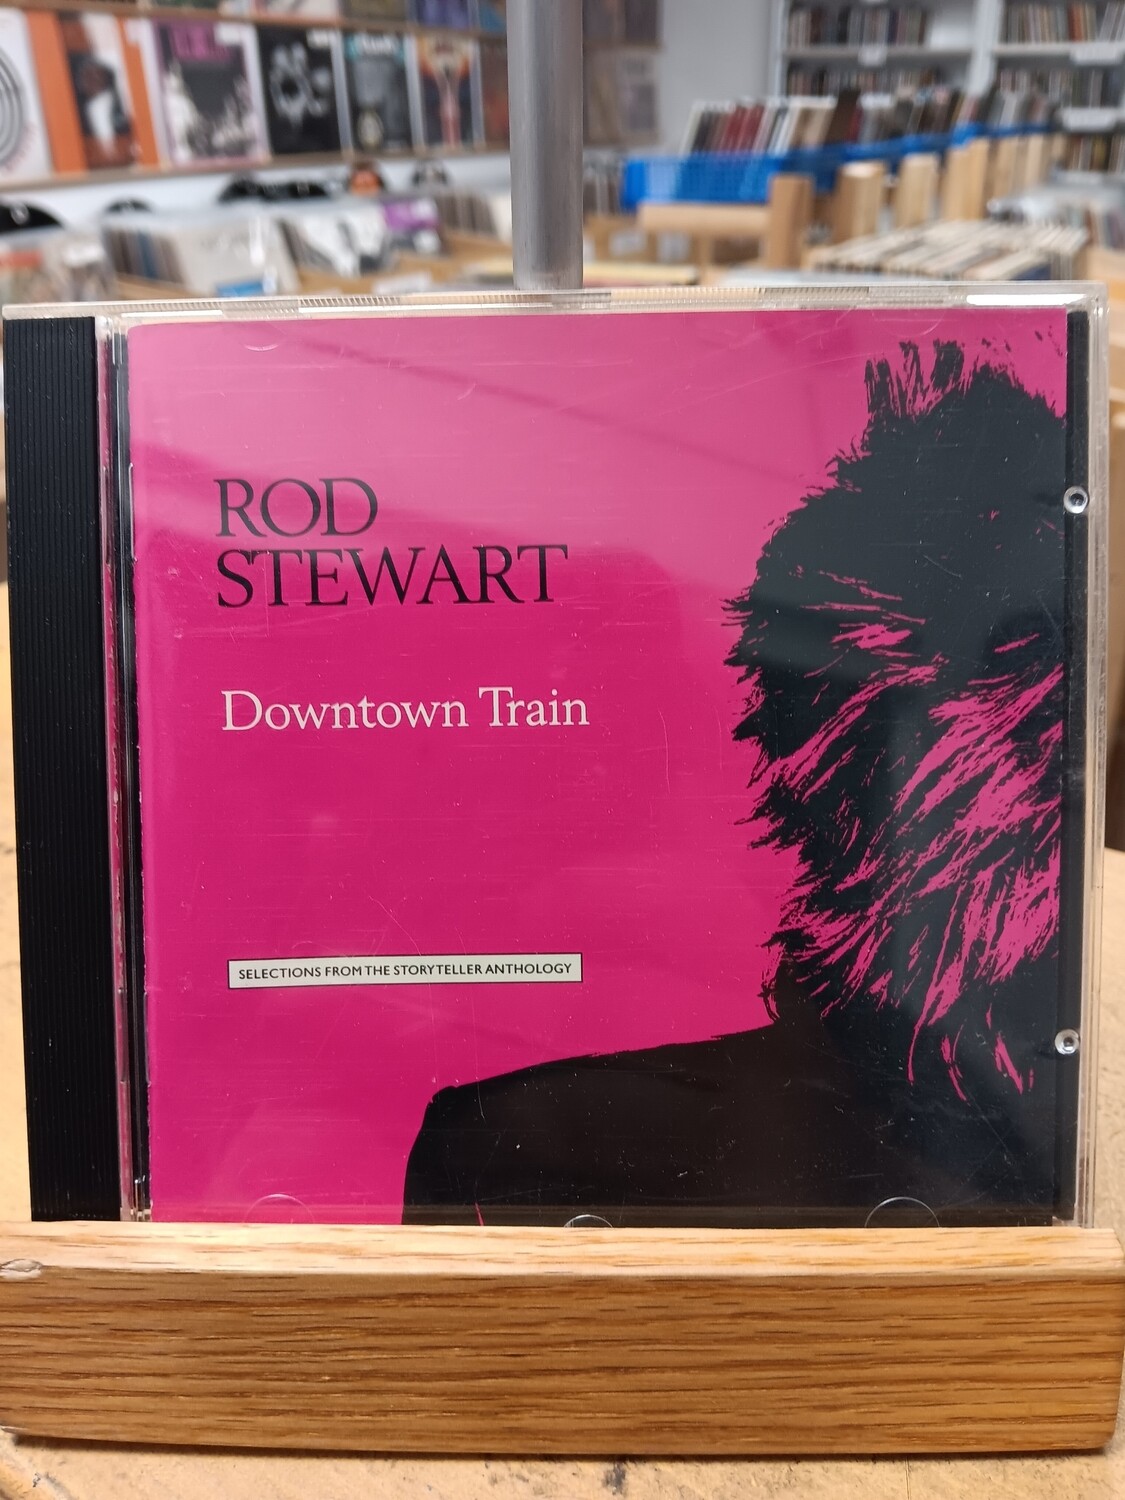 ROD
STEWART
Downtown Train
SELECTIONS FROM THE STORYTELLER ANTHOLOGY